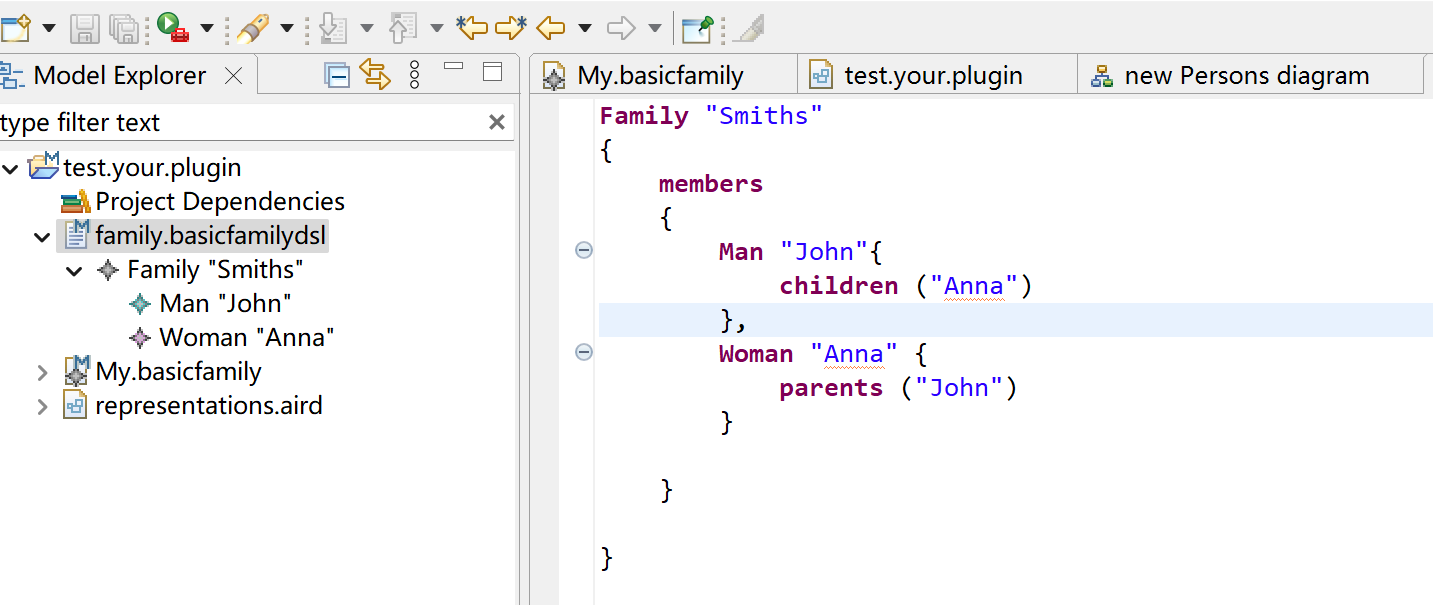 Model Explorer
type filter text
test.your.plugin
Project Dependencies
family.basicfamilydsl
Family "Smiths"
Man "John"
Woman "Anna"
My.basicfamily
representations.aird
My.basicfamily
test.your.plugin
new Persons diagram
Family "Smiths"
{
members
{
Man "John"{
children ("Anna")
},
Woman "Anna" {
parents ("John")
}
}
}